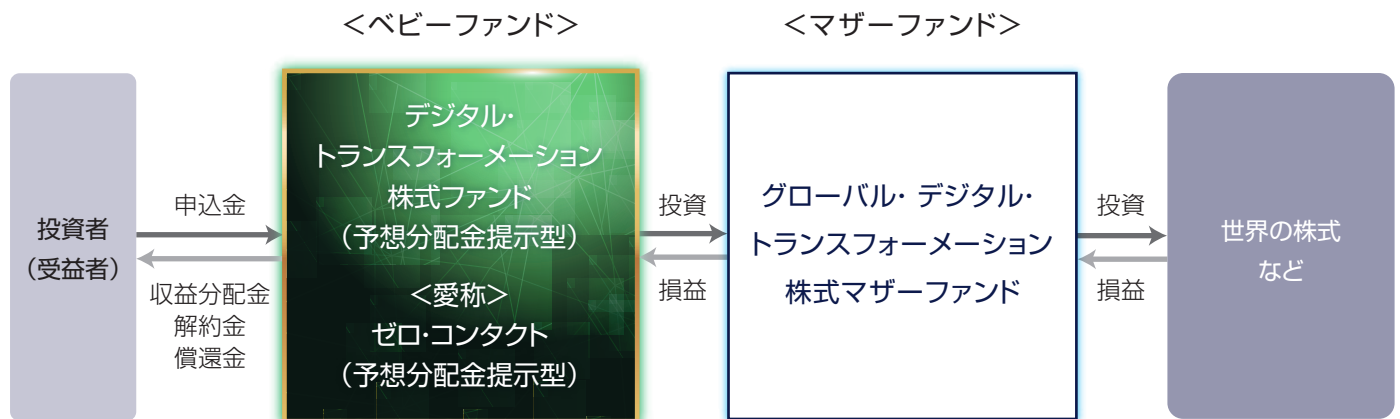 ＜ベビーファンド＞
＜マザーファンド＞
投資者
（受益者）
申込金
収益分配金
解約金
償還金
デジタル・
トランスフォーメーション
株式ファンド
（予想分配金提示型）
＜愛称＞
ゼロ・コンタクト
（予想分配金提示型）
投資
損益
グローバル・ デジタル・
トランスフォーメーション
株式マザーファンド
投資
損益
世界の株式
など